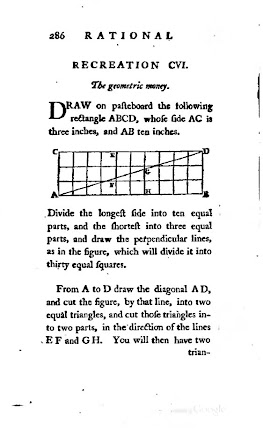 286 RATIONAL
RECREATION CVI.
The geometric money.
DRAW on paſteboard the following
rectangle ABCD, whoſe ſide AC is
three inches, and AB ten inches.
C E D
G
F
A H B
Divide the longeſt ſide into ten equal
parts, and the ſhorteſt into three equal
parts, and draw the perpendicular lines,
as in the figure, which will divide it into
thirty equal ſquares.
From A to D draw the diagonal A D,
and cut the figure, by that line, into two
equal triangles, and cut thoſe triangles in-
to two parts, in the direction of the lines
E F and G H. You will then have two
trian-
Google